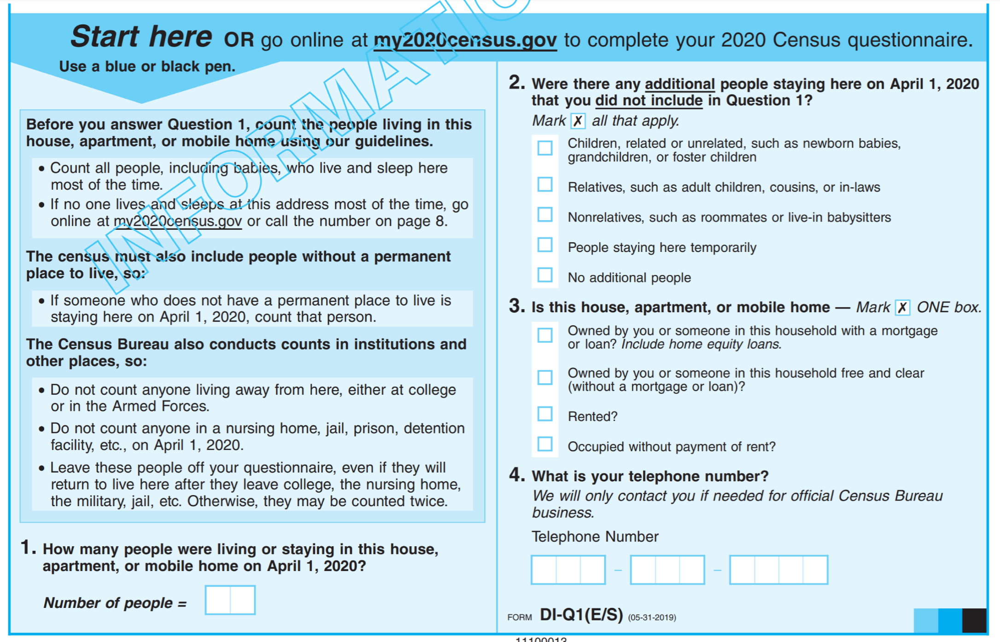 Start here OR go online at my2020census.gov to complete your 2020 Census questionnaire.
Use a blue or black pen.
Before you answer Question 1, count the people living in this
house, apartment, or mobile home using our guidelines.
• Count all people, including babies, who live and sleep here
most of the time.
• If no one lives and sleeps at this address most of the time, go
online at my2020census.gov or call the number on page 8.
The census must also include people without a permanent
place to live, so:
• If someone who does not have a permanent place to live is
staying here on April 1, 2020, count that person.
The Census Bureau also conducts counts in institutions and
other places, so:
• Do not count anyone living away from here, either at college
or in the Armed Forces.
• Do not count anyone in a nursing home, jail, prison, detention
facility, etc., on April 1, 2020.
• Leave these people off your questionnaire, even if they will
return to live here after they leave college, the nursing home,
the military, jail, etc. Otherwise, they may be counted twice.
1. How many people were living or staying in this house,
apartment, or mobile home on April 1, 2020?
Number of people =
2. Were there any additional people staying here on April 1, 2020
that you did not include in Question 1?
Mark ✗ all that apply.
Children, related or unrelated, such as newborn babies,
grandchildren, or foster children
Relatives, such as adult children, cousins, or in-laws
Nonrelatives, such as roommates or live-in babysitters
People staying here temporarily
No additional people
3. Is this house, apartment, or mobile home — Mark ✗ ONE box.
Owned by you or someone in this household with a mortgage
or loan? Include home equity loans.
Owned by you or someone in this household free and clear
(without a mortgage or loan)?
Rented?
Occupied without payment of rent?
4. What is your telephone number?
We will only contact you if needed for official Census Bureau
business.
Telephone Number
– –
FORM DI-Q1(E/S) (05-31-2019)
11100013
INFORMATIO